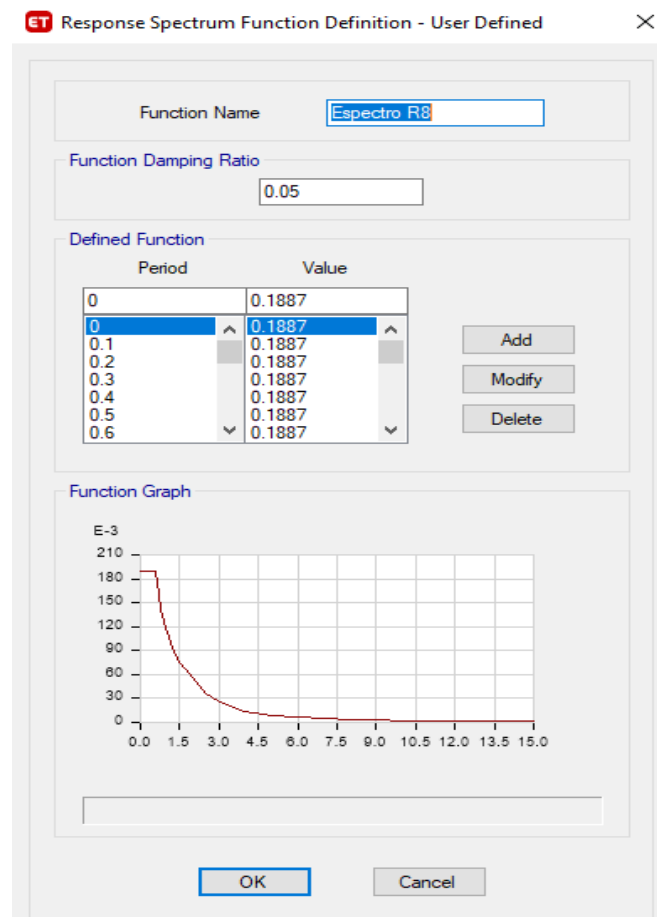 ET Response Spectrum Function Definition - User Defined
Function Name Espectro R8
Function Damping Ratio
0.05
Defined Function
Period Value
0 0.1887
0 0.1887
0.1 0.1887
0.2 0.1887
0.3 0.1887
0.4 0.1887
0.5 0.1887
0.6 0.1887
Add
Modify
Delete
Function Graph
E-3
210
180
150
120
90
60
30
0
0.0 1.5 3.0 4.5 6.0 7.5 9.0 10.5 12.0 13.5 15.0
OK Cancel